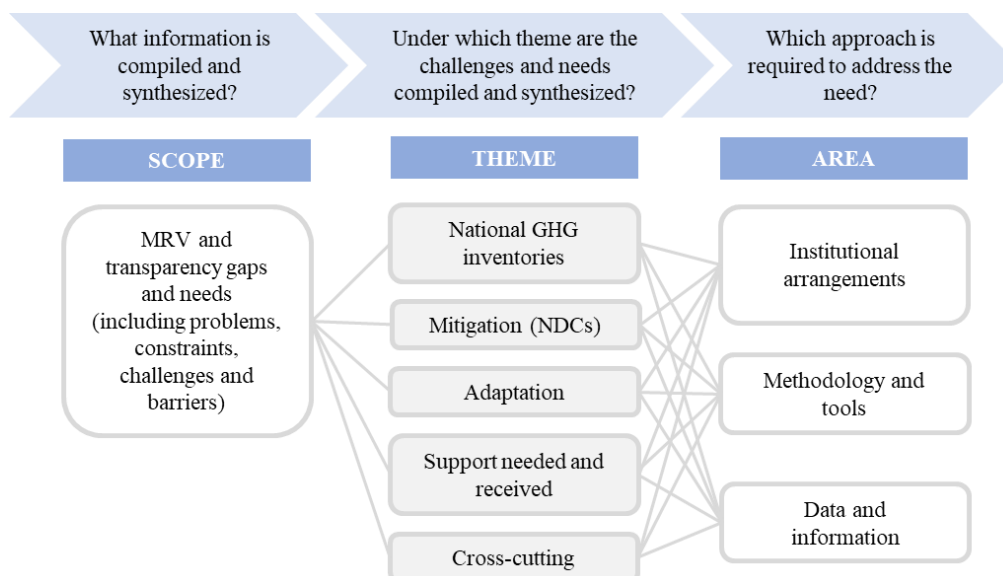 What information is
compiled and
synthesized?
Under which theme are the
challenges and needs
compiled and synthesized?
Which approach is
required to address the
need?
SCOPE
THEME
AREA
MRV and
transparency gaps
and needs
(including problems,
constraints,
challenges and
barriers)
National GHG
inventories
Mitigation (NDCs)
Adaptation
Support needed and
received
Cross-cutting
Institutional
arrangements
Methodology and
tools
Data and
information